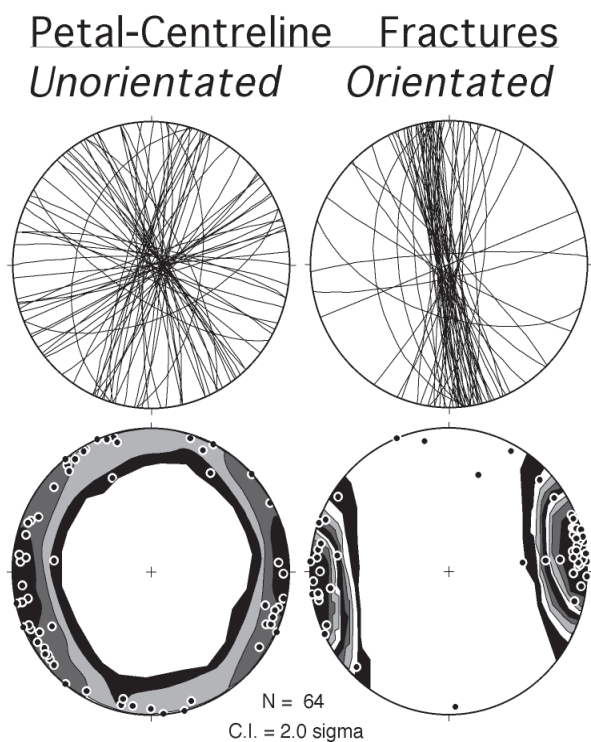 Petal-Centreline Fractures
Unorientated Orientated
N = 64
C.I. = 2.0 sigma